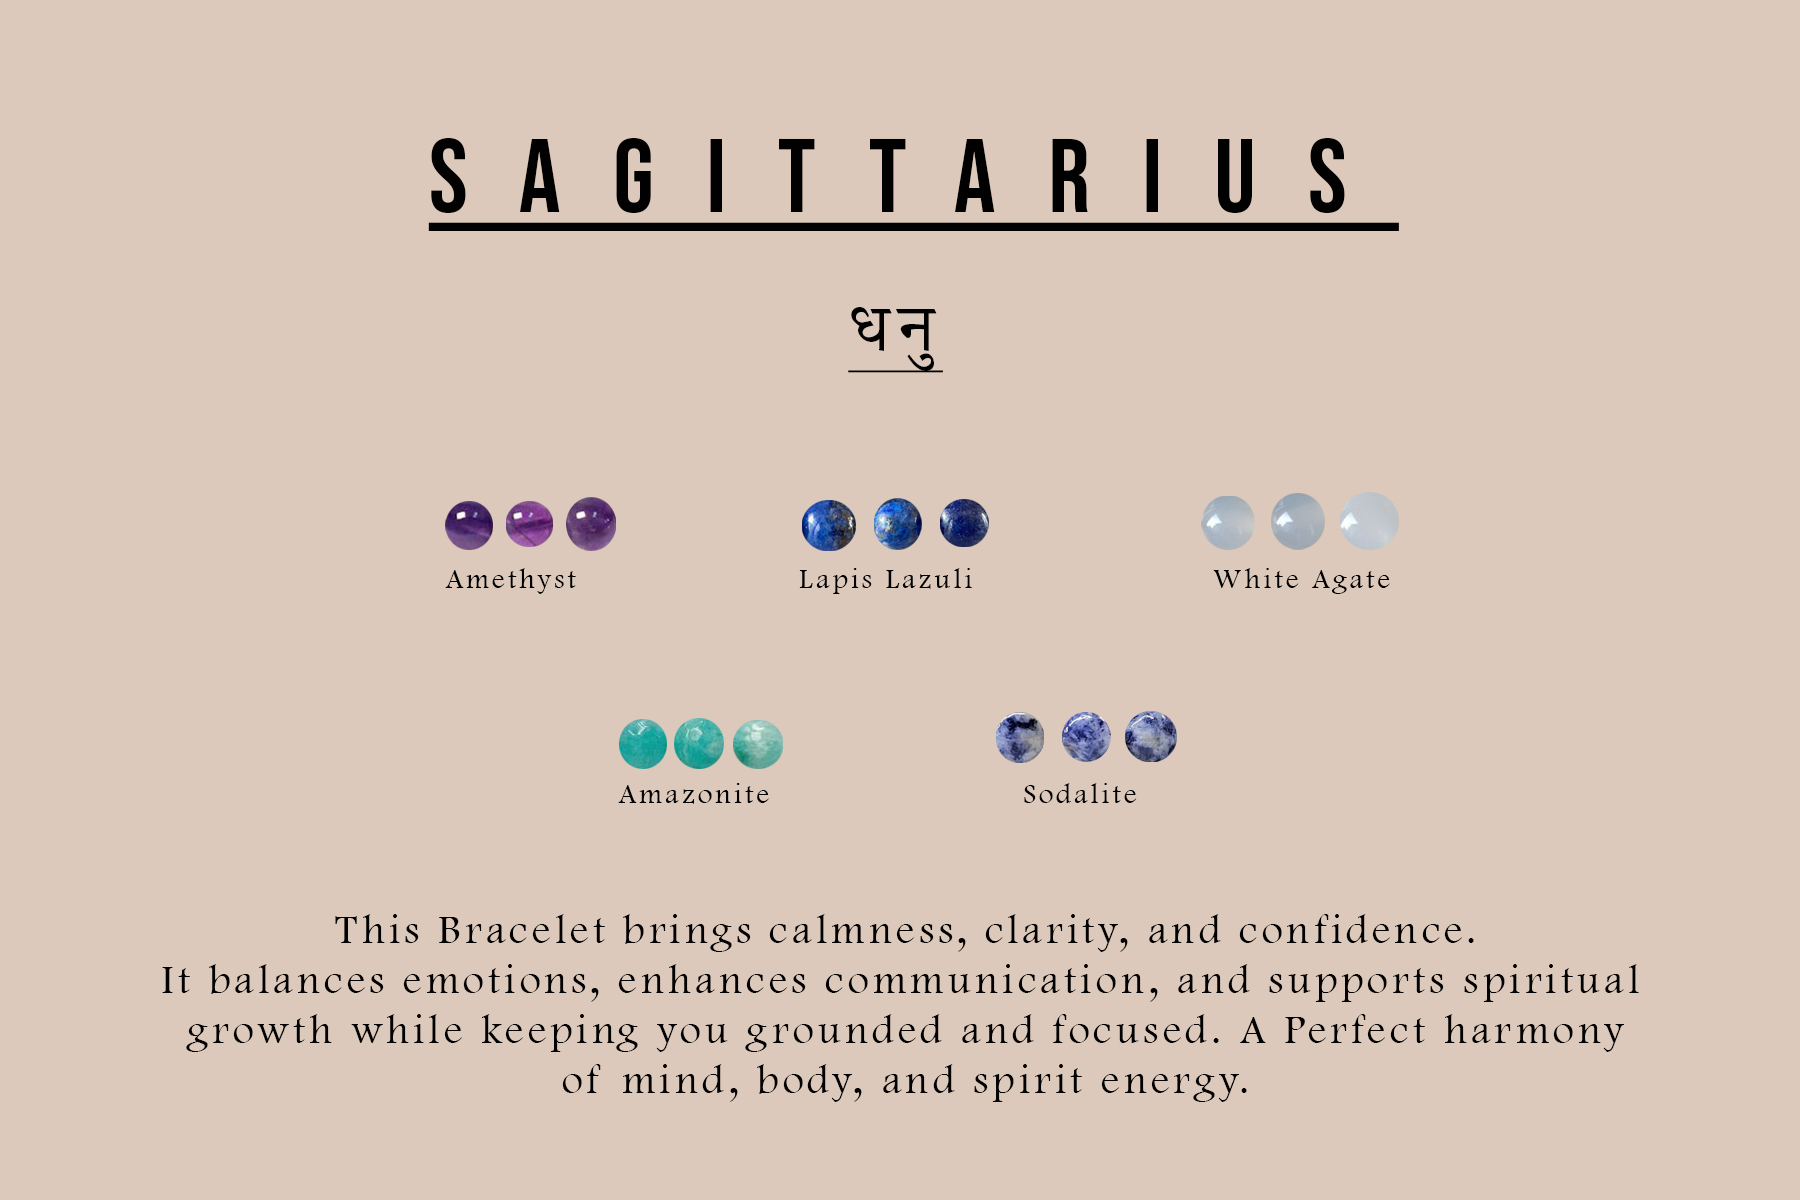 SAGITTARIUS
धनु
Amethyst
Lapis Lazuli
White Agate
Amazonite
Sodalite
This Bracelet brings calmness, clarity, and confidence.
It balances emotions, enhances communication, and supports spiritual
growth while keeping you grounded and focused. A Perfect harmony
of mind, body, and spirit energy.